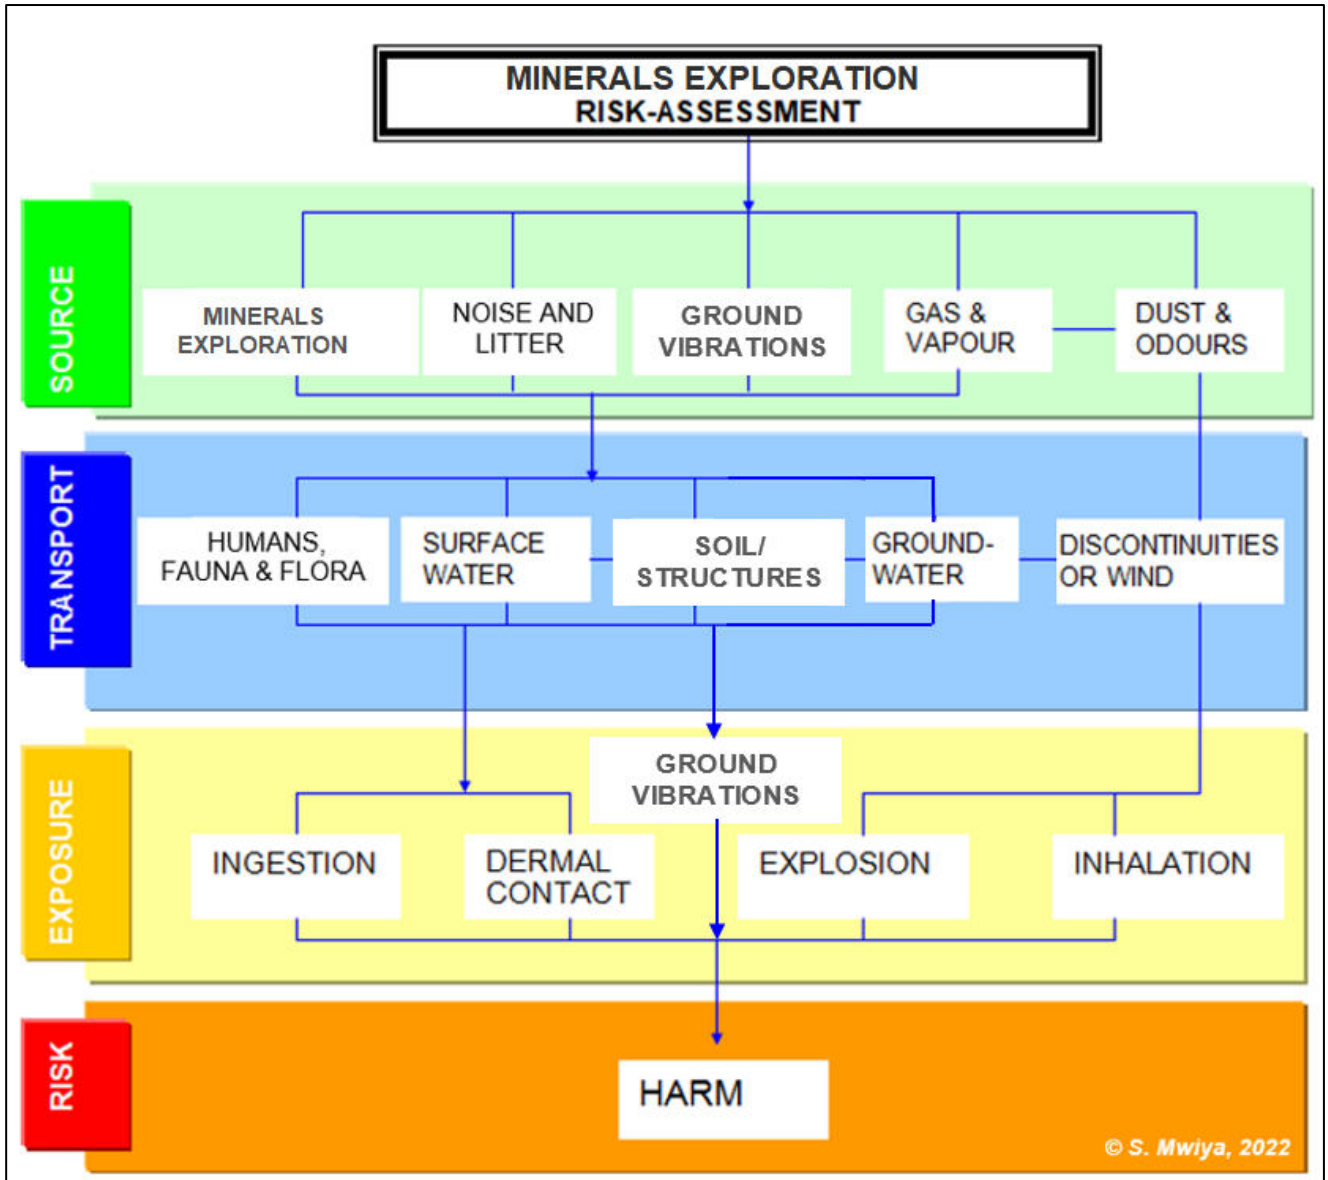 MINERALS EXPLORATION
RISK-ASSESSMENT
SOURCE
MINERALS
EXPLORATION
NOISE AND
LITTER
GROUND
VIBRATIONS
GAS &
VAPOUR
DUST &
ODOURS
TRANSPORT
HUMANS,
FAUNA & FLORA
SURFACE
WATER
SOIL/
STRUCTURES
GROUND-
WATER
DISCONTINUITIES
OR WIND
EXPOSURE
GROUND
VIBRATIONS
INGESTION
DERMAL
CONTACT
EXPLOSION
INHALATION
RISK
HARM
© S. Mwiya, 2022